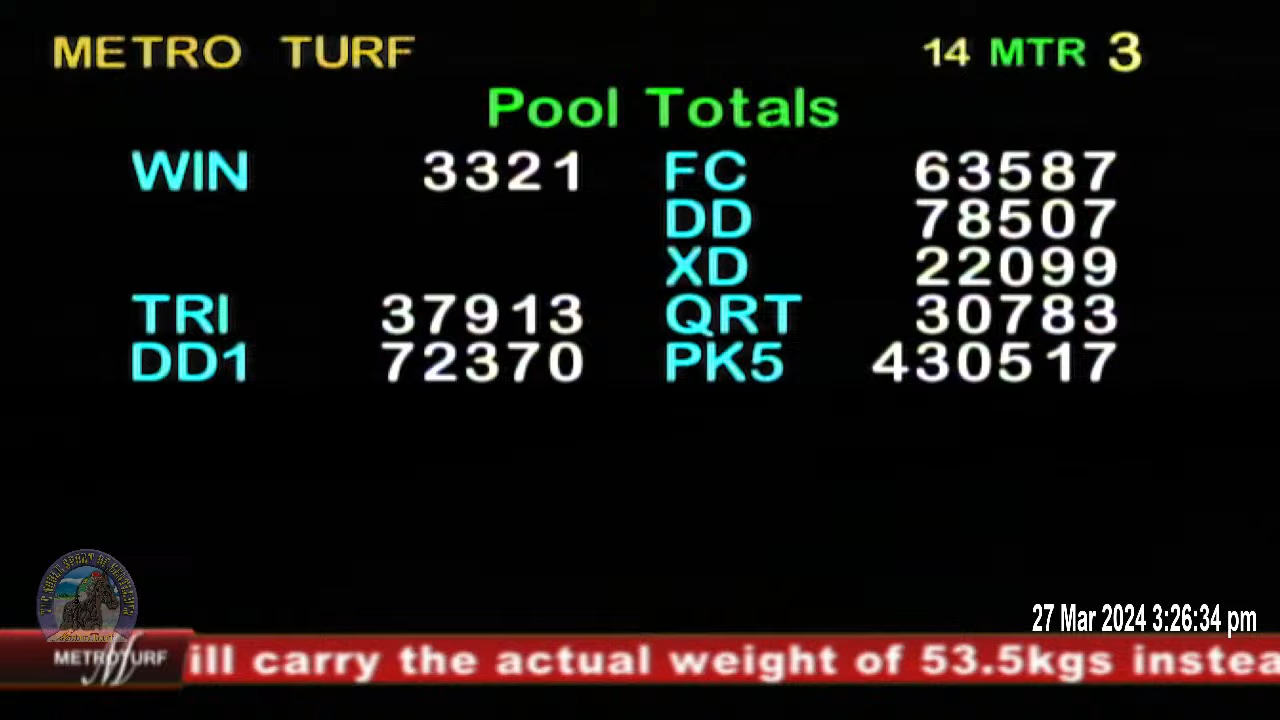 METRO TURF 14 MTR 3
Pool Totals
WIN 3321 FC 63587
DD 78507
XD 22099
TRI 37913 QRT 30783
DD1 72370 PK5 430517
27 Mar 2024 3:26:34 pm
METROTURF ill carry the actual weight of 53.5kgs instea